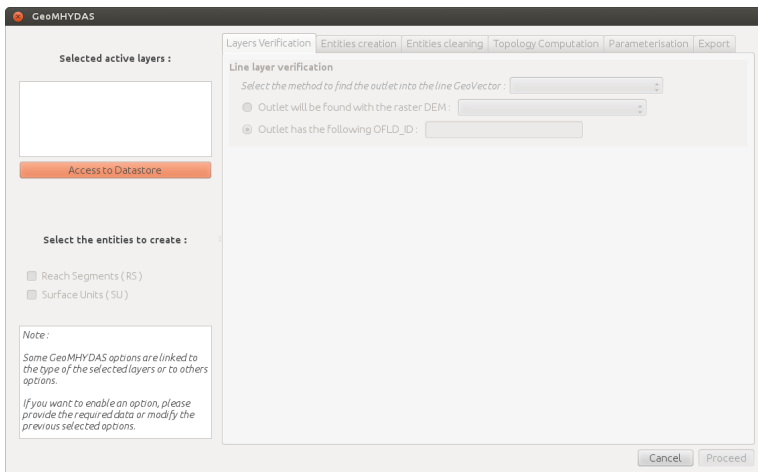 GeoMHYDAS
Selected active layers :
Access to Datastore
Select the entities to create :
Reach Segments ( RS )
Surface Units ( SU )
Note :
Some GeoMHYDAS options are linked to
the type of the selected layers or to others
options.
If you want to enable an option, please
provide the required data or modify the
previous selected options.
Layers Verification Entities creation Entities cleaning Topology Computation Parameterisation Export
Line layer verification
Select the method to find the outlet into the line GeoVector :
Outlet will be found with the raster DEM :
Outlet has the following OFLD_ID :
Cancel Proceed